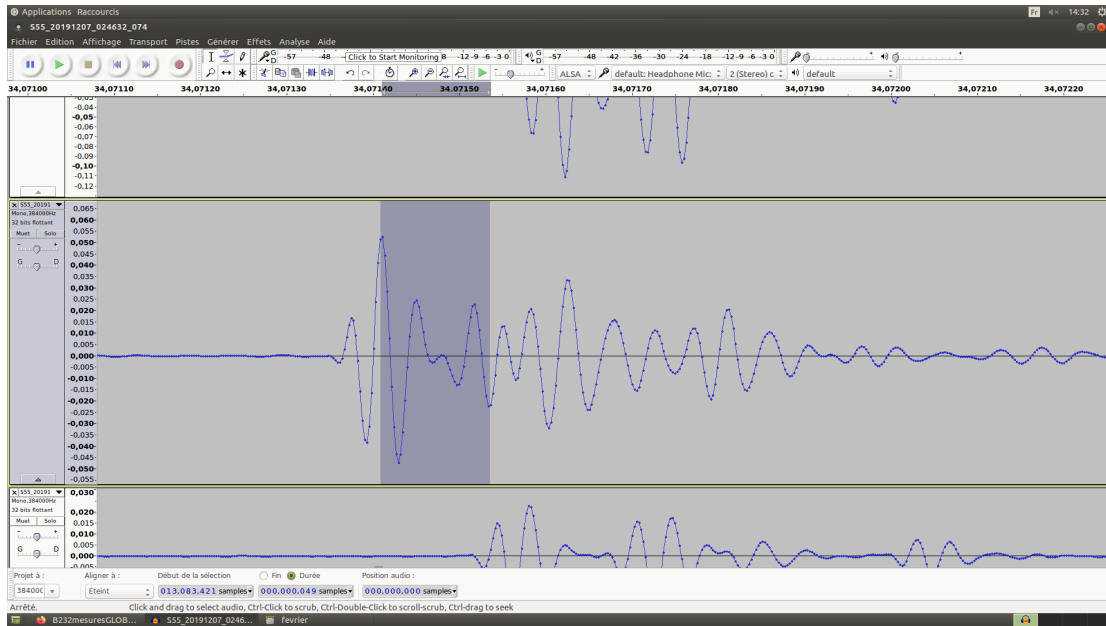 Applications Raccourcis Fr 14:32
S55_20191207_024632_074
Fichier Edition Affichage Transport Pistes Générer Effets Analyse Aide
G D -57 -48 Click to Start Monitoring 8 -12 -9 -6 -3 0 G D -57 -48 -42 -36 -30 -24 -18 -12 -9 -6 -3 0 - +
ALSA default: Headphone Mic: 2 (Stereo) c default
34,07100 34,07110 34,07120 34,07130 34,07140 34,07150 34,07160 34,07170 34,07180 34,07190 34,07200 34,07210 34,07220
-0.04
-0,05
-0.06
-0.07
-0.08
-0.09
-0,10
-0.11
-0.12
x S55_20191
Mono,384000Hz
32 bits flottant
Muet Solo
- +
G D
0.065
0,060
0.055
0,050
0.045
0,040
0.035
0,030
0.025
0,020
0.015
0,010
0.005
0,000
-0.005
-0,010
-0.015
-0,020
-0.025
-0,030
-0.035
-0,040
-0.045
-0,050
-0.055
x S55_20191
Mono,384000Hz
32 bits flottant
Muet Solo
- +
G D
0,030
0,020
0.015
0,010
0.005
0,000
-0.005
Projet à : Aligner à : Début de la sélection Fin Durée Position audio :
38400C Eteint 013,083,421 samples 000,000,049 samples 000,000,000 samples
Arrêté. Click and drag to select audio, Ctrl-Click to scrub, Ctrl-Double-Click to scroll-scrub, Ctrl-drag to seek
B232mesuresGLOB... S55_20191207_0246... fevrier